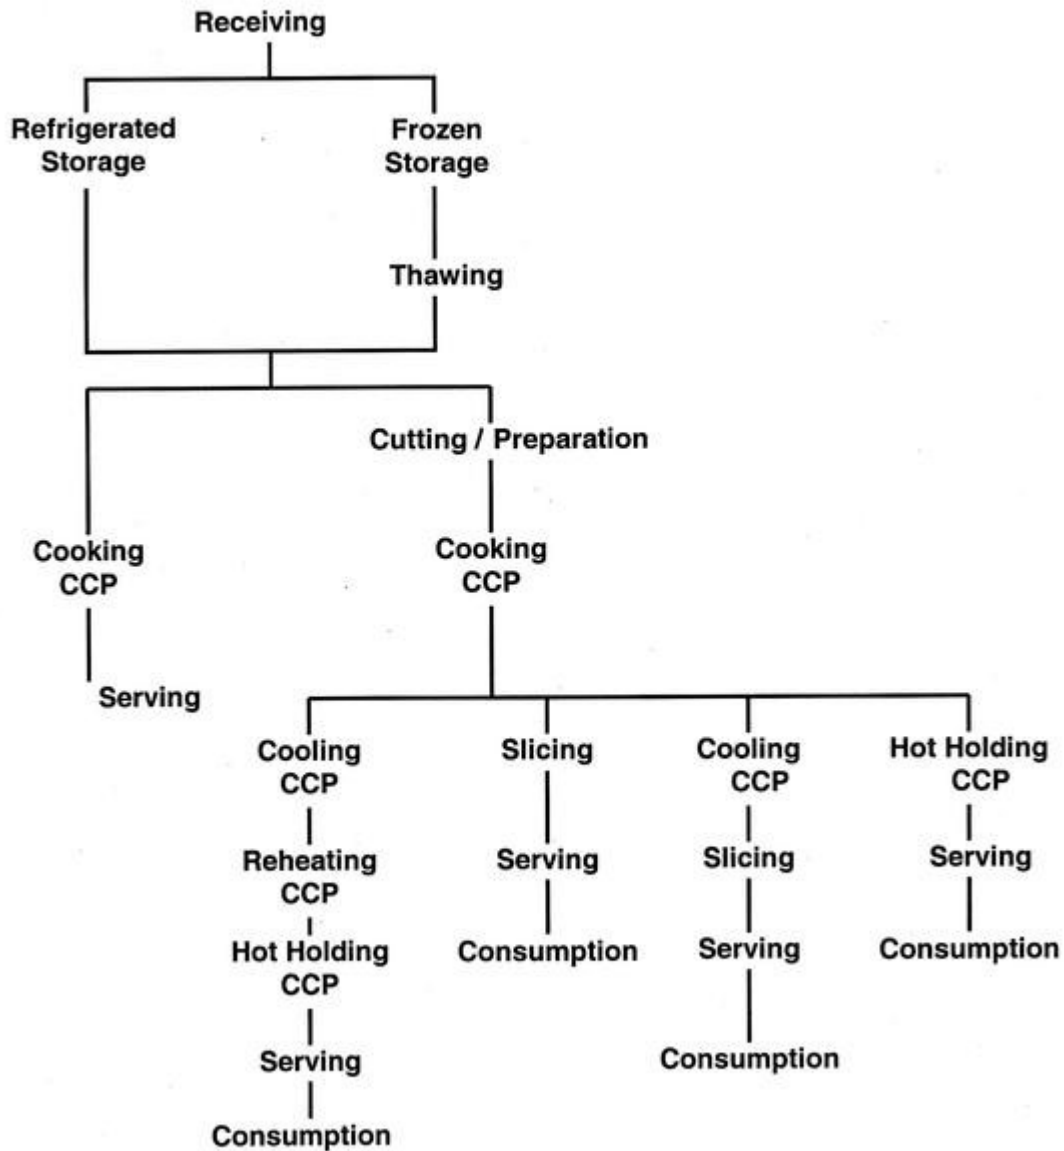 Receiving
Refrigerated
Storage
Frozen
Storage
Thawing
Cutting / Preparation
Cooking
CCP
Cooking
CCP
Serving
Cooling
CCP
Slicing
Cooling
CCP
Hot Holding
CCP
Reheating
CCP
Serving
Slicing
Serving
Hot Holding
CCP
Consumption
Serving
Consumption
Serving
Consumption
Consumption